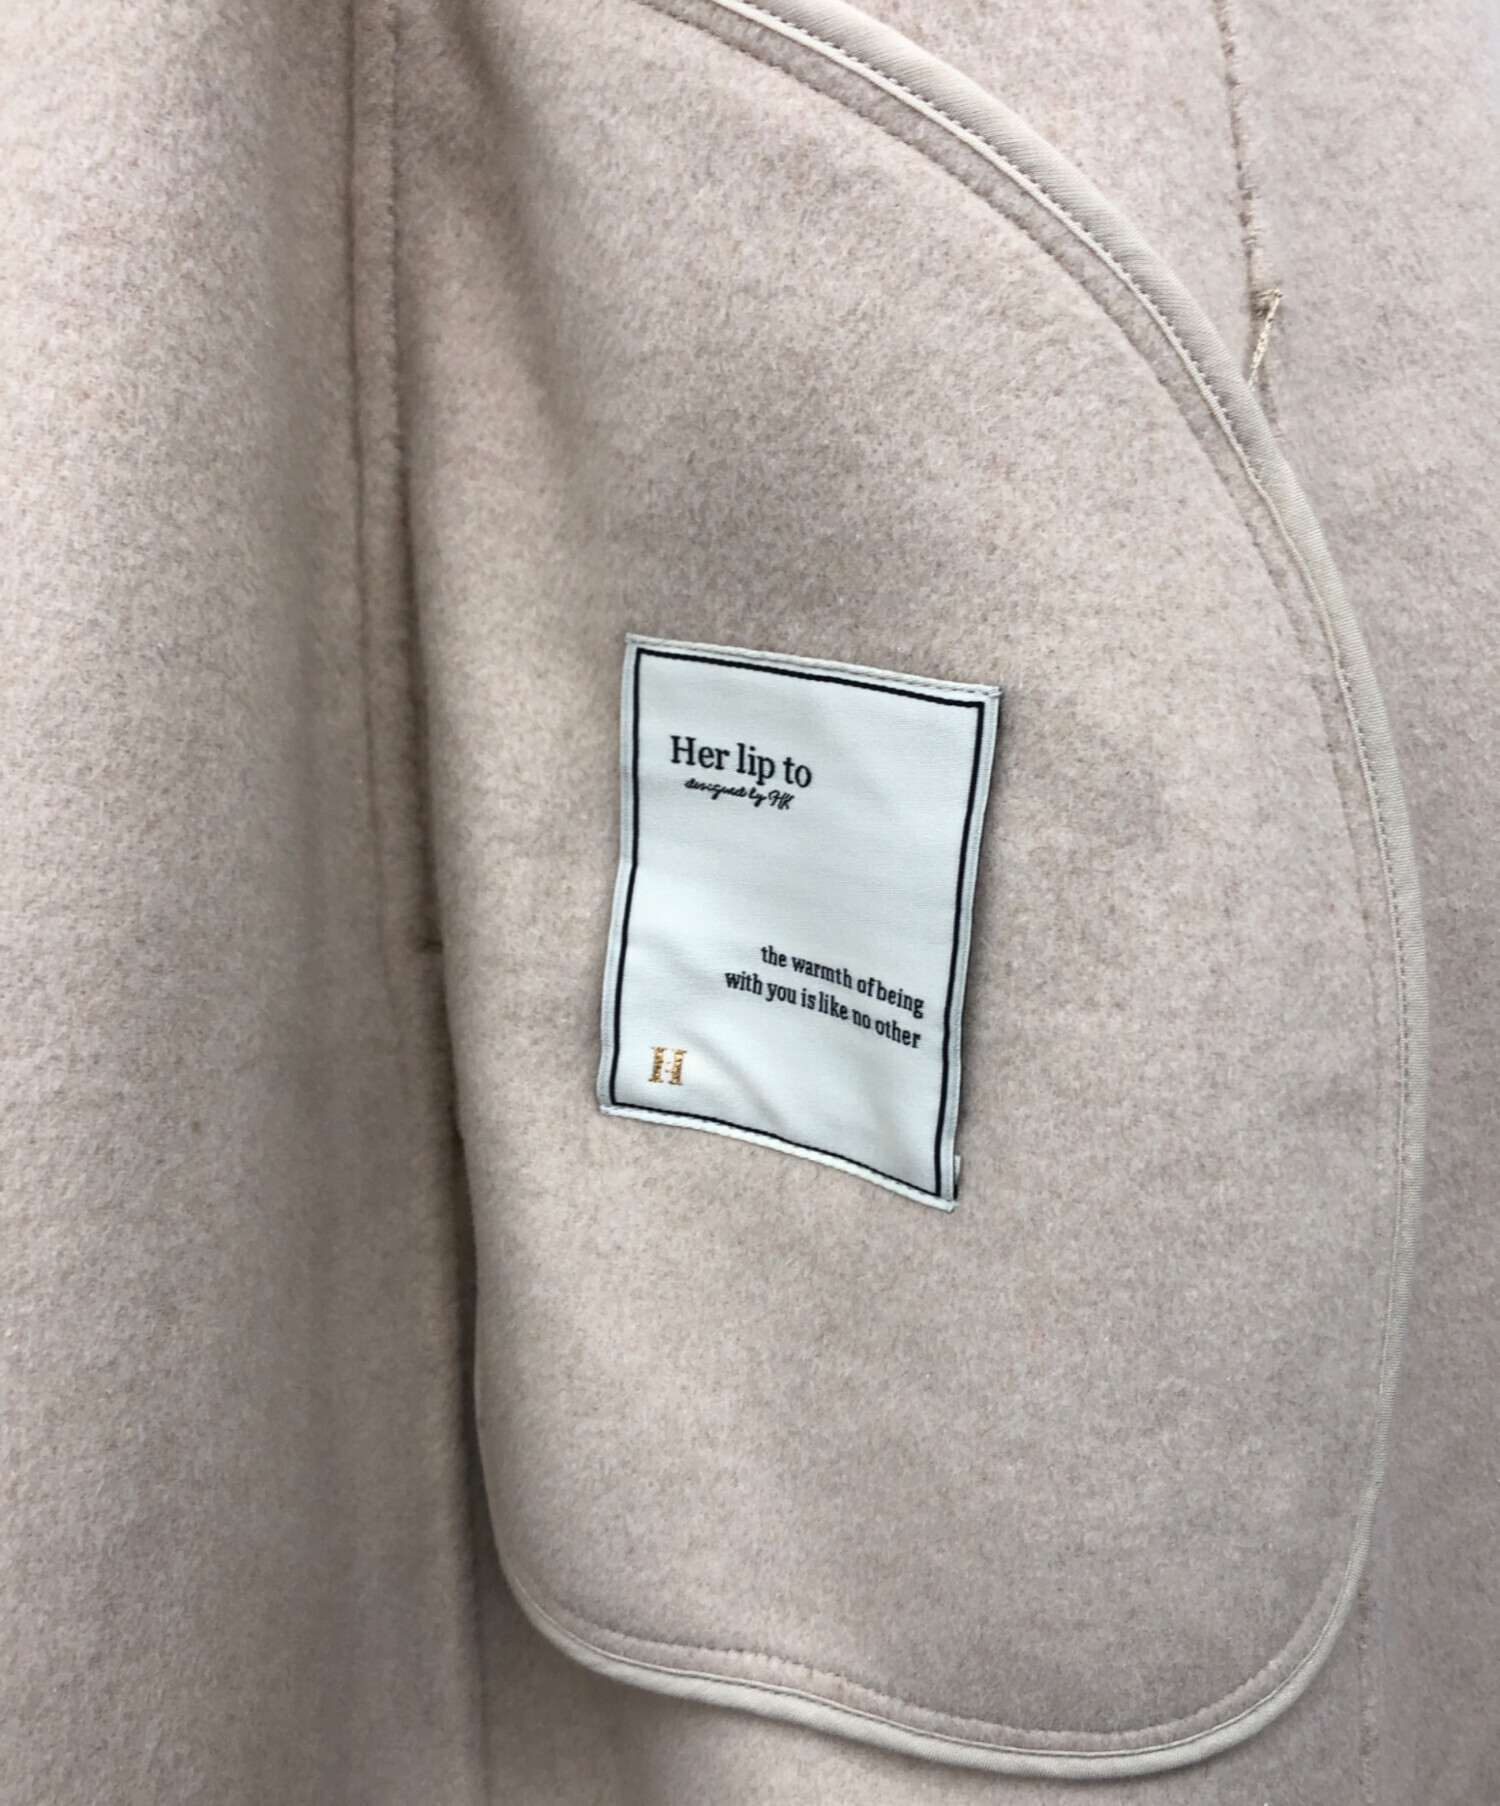 Her lip to
designed by HK
the warmth of being
with you is like no other
H